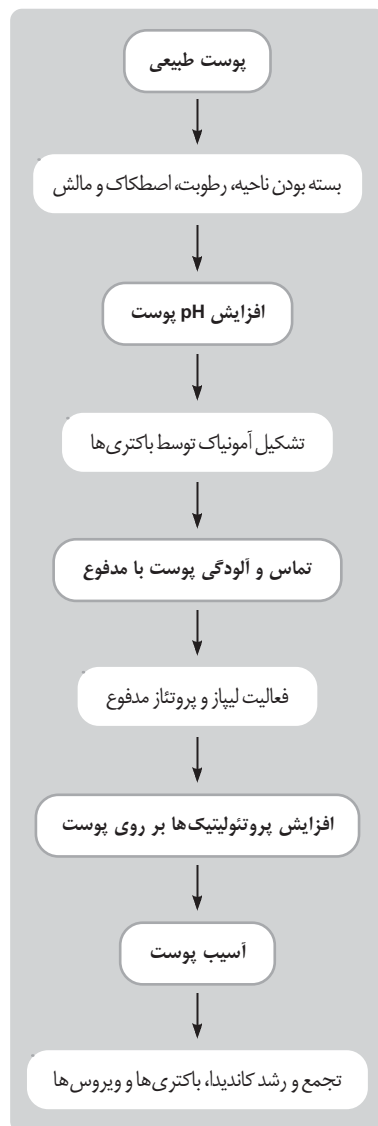 پوست طبیعی
بسته بودن ناحیه، رطوبت، اصطکاک و مالش
افزایش pH پوست
تشکیل آمونیاک توسط باکتری‌ها
تماس و آلودگی پوست با مدفوع
فعالیت لیپاز و پروتئاز مدفوع
افزایش پروتئولیتیک‌ها بر روی پوست
آسیب پوست
تجمع و رشد کاندیدا، باکتری‌ها و ویروس‌ها